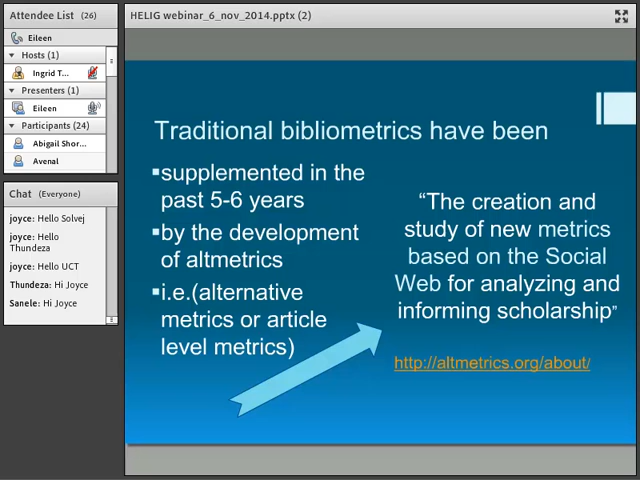 Attendee List (26)
Eileen
Hosts (1)
Ingrid T...
Presenters (1)
Eileen
Participants (24)
Abigail Shor...
Avenal
Chat (Everyone)
joyce: Hello Solvej
joyce: Hello
Thundeza
joyce: Hello UCT
Thundeza: Hi Joyce
Sanele: Hi Joyce
HELIG webinar_6_nov_2014.pptx (2)
Traditional bibliometrics have been
▪supplemented in the
past 5-6 years
▪by the development
of altmetrics
▪i.e.(alternative
metrics or article
level metrics)
“The creation and
study of new metrics
based on the Social
Web for analyzing and
informing scholarship”
http://altmetrics.org/about/